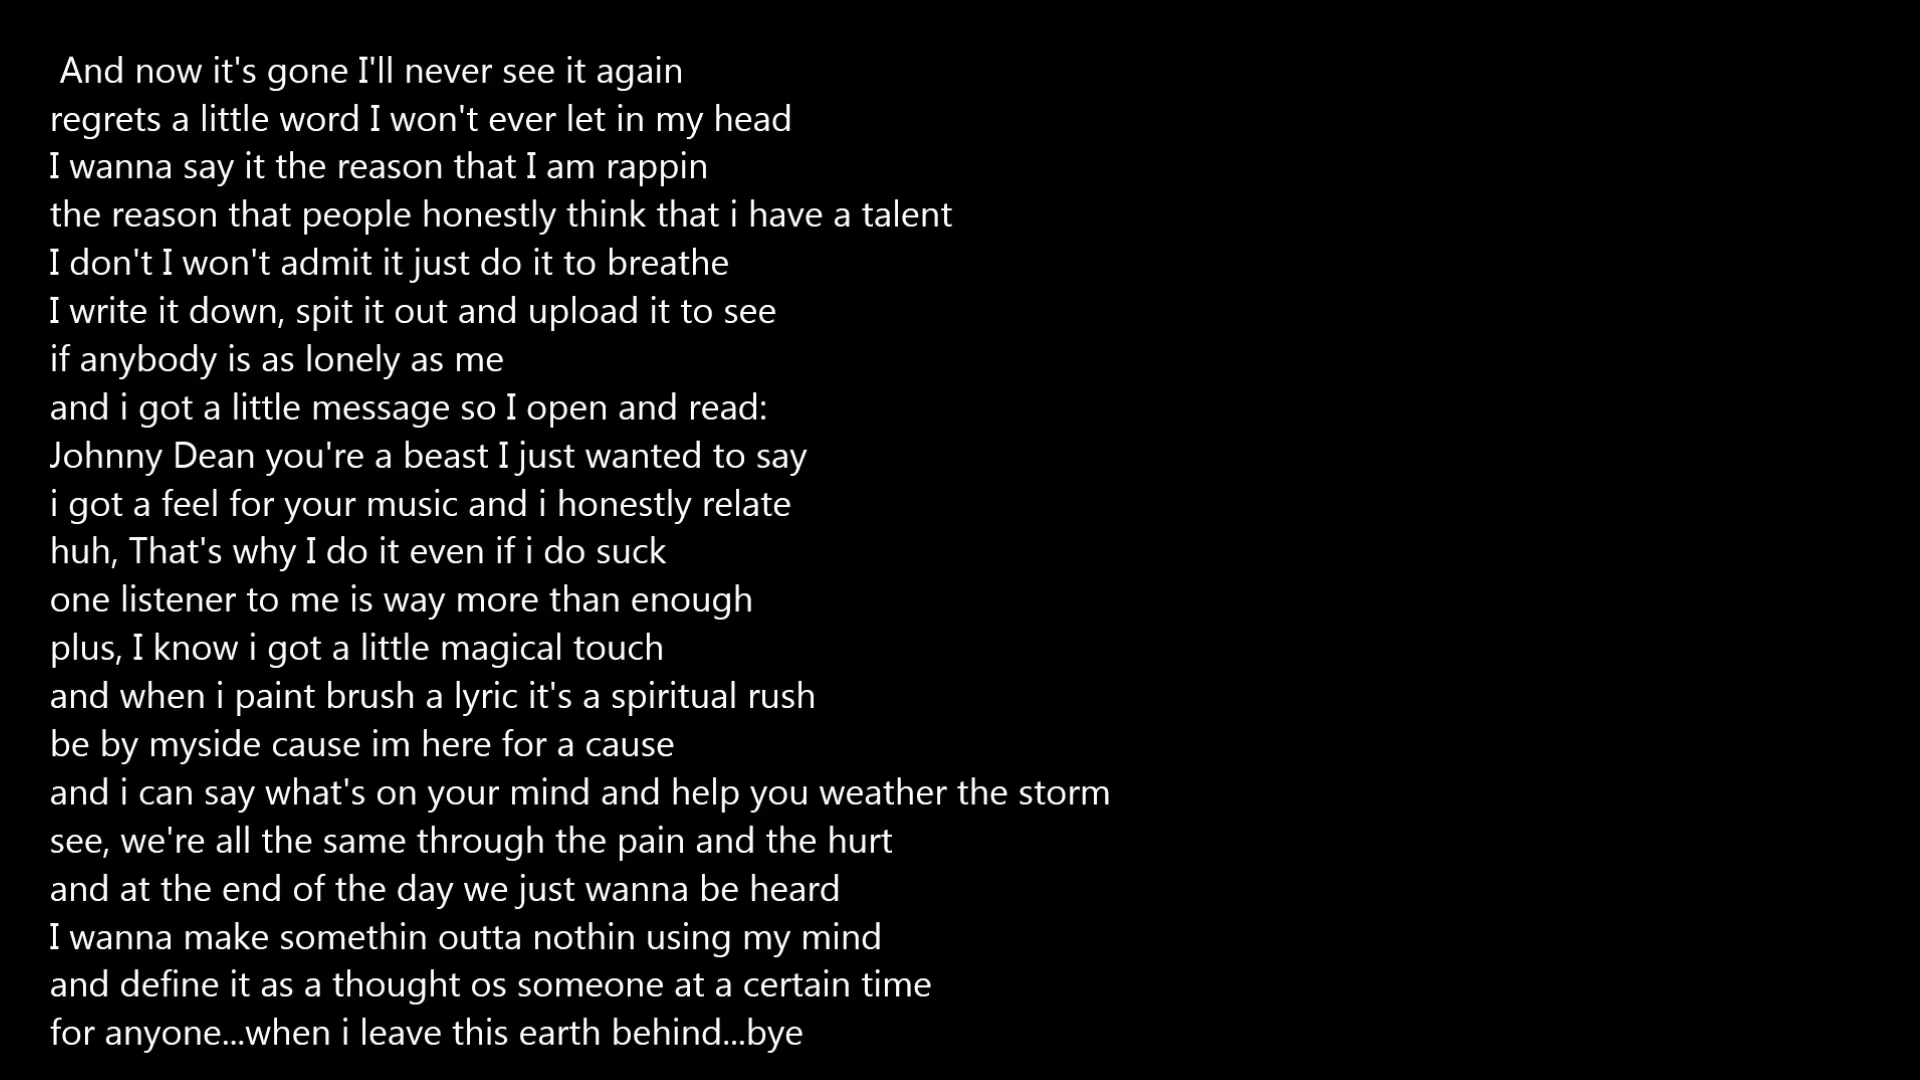 And now it's gone I'll never see it again
regrets a little word I won't ever let in my head
I wanna say it the reason that I am rappin
the reason that people honestly think that i have a talent
I don't I won't admit it just do it to breathe
I write it down, spit it out and upload it to see
if anybody is as lonely as me
and i got a little message so I open and read:
Johnny Dean you're a beast I just wanted to say
i got a feel for your music and i honestly relate
huh, That's why I do it even if i do suck
one listener to me is way more than enough
plus, I know i got a little magical touch
and when i paint brush a lyric it's a spiritual rush
be by myside cause im here for a cause
and i can say what's on your mind and help you weather the storm
see, we're all the same through the pain and the hurt
and at the end of the day we just wanna be heard
I wanna make somethin outta nothin using my mind
and define it as a thought os someone at a certain time
for anyone...when i leave this earth behind...bye